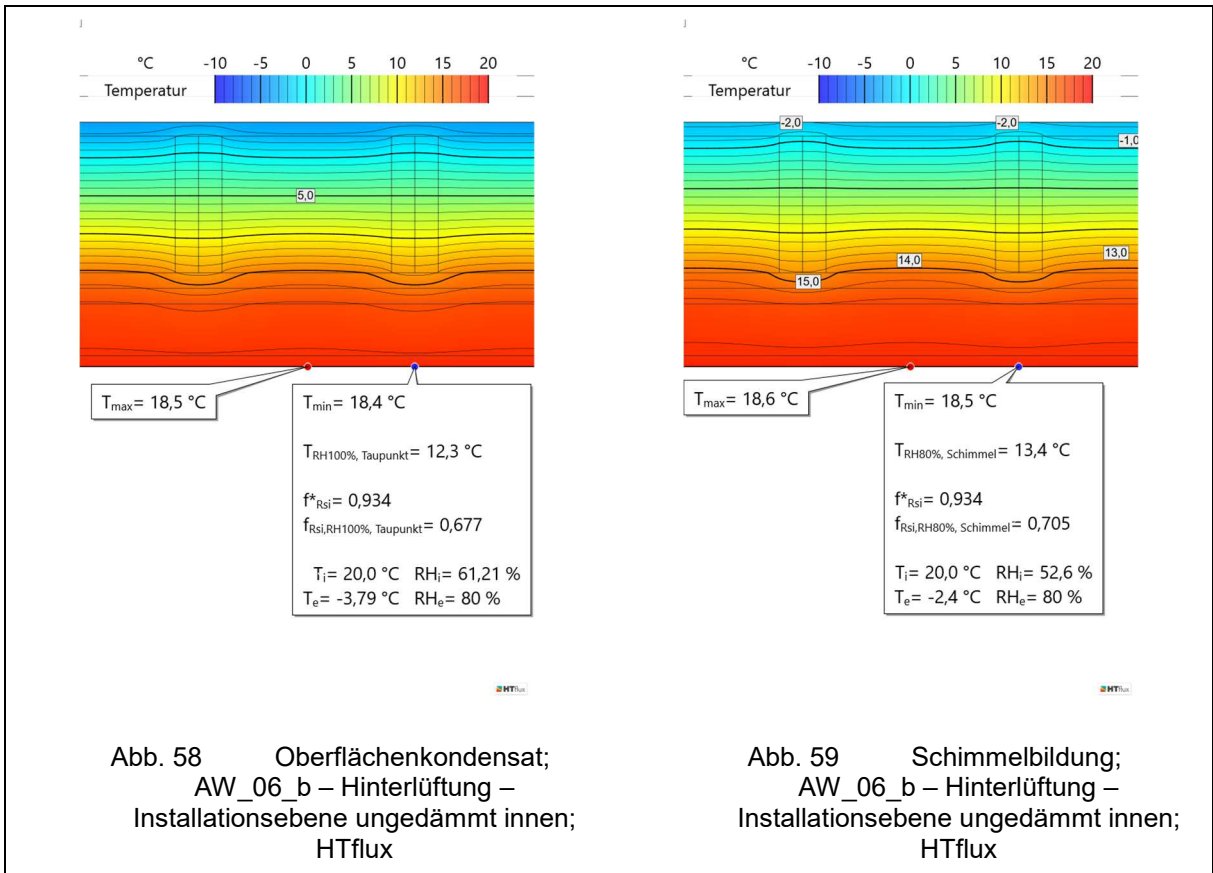 °C -10 -5 0 5 10 15 20
Temperatur
5,0
Tmax= 18,5 °C
Tmin= 18,4 °C
TRH100%, Taupunkt= 12,3 °C
f*Rsi= 0,934
fRsi,RH100%, Taupunkt= 0,677
Ti= 20,0 °C RHi= 61,21 %
Te= -3,79 °C RHe= 80 %
HTflux
Abb. 58 Oberflächenkondensat;
AW_06_b – Hinterlüftung –
Installationsebene ungedämmt innen;
HTflux
°C -10 -5 0 5 10 15 20
Temperatur
-2,0 -2,0
-1,0
13,0
14,0
15,0
Tmax= 18,6 °C
Tmin= 18,5 °C
TRH80%, Schimmel= 13,4 °C
f*Rsi= 0,934
fRsi,RH80%, Schimmel= 0,705
Ti= 20,0 °C RHi= 52,6 %
Te= -2,4 °C RHe= 80 %
HTflux
Abb. 59 Schimmelbildung;
AW_06_b – Hinterlüftung –
Installationsebene ungedämmt innen;
HTflux